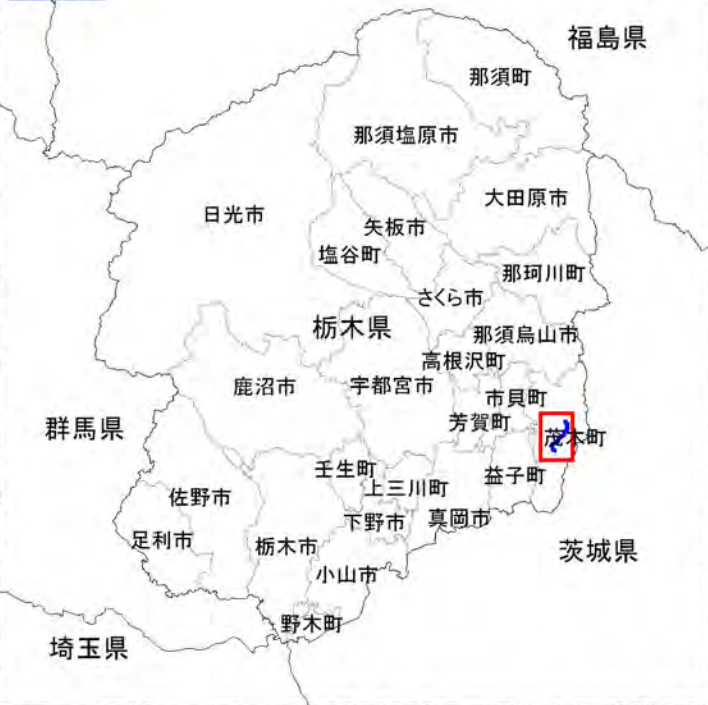 福島県
那須町
那須塩原市
大田原市
日光市
矢板市
塩谷町
那珂川町
さくら市
栃木県
那須烏山市
高根沢町
鹿沼市
宇都宮市
市貝町
芳賀町
群馬県
茂木町
壬生町
上三川町
益子町
佐野市
下野市
真岡市
足利市
栃木市
茨城県
小山市
野木町
埼玉県